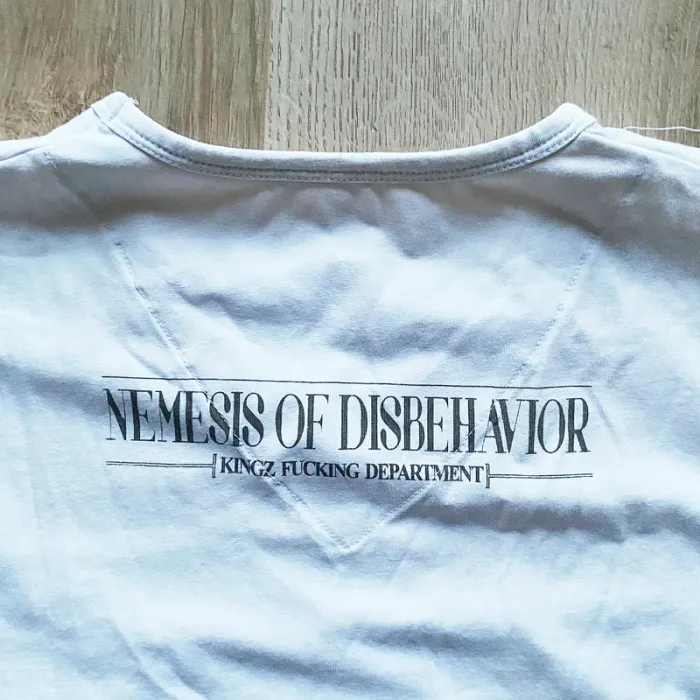 NEMESIS OF DISBEHAVIOR
[KINGZ FUCKING DEPARTMENT]